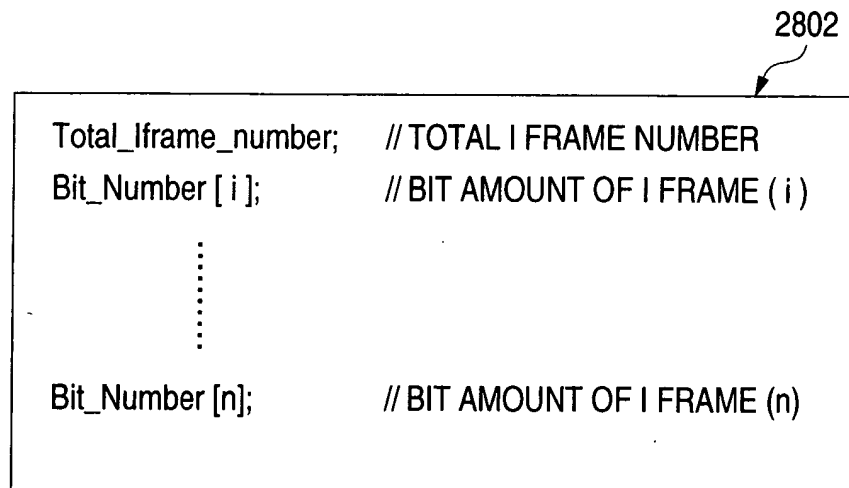 2802
Total_Iframe_number; // TOTAL I FRAME NUMBER
Bit_Number [ i ]; // BIT AMOUNT OF I FRAME ( i )
Bit_Number [n]; // BIT AMOUNT OF I FRAME (n)